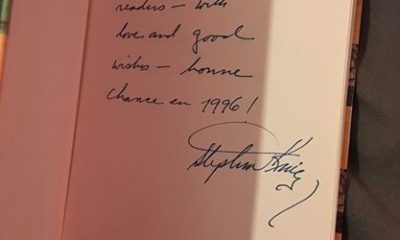 readers – with
love and good
wishes – bonne
chance en 1996!
Stephen King